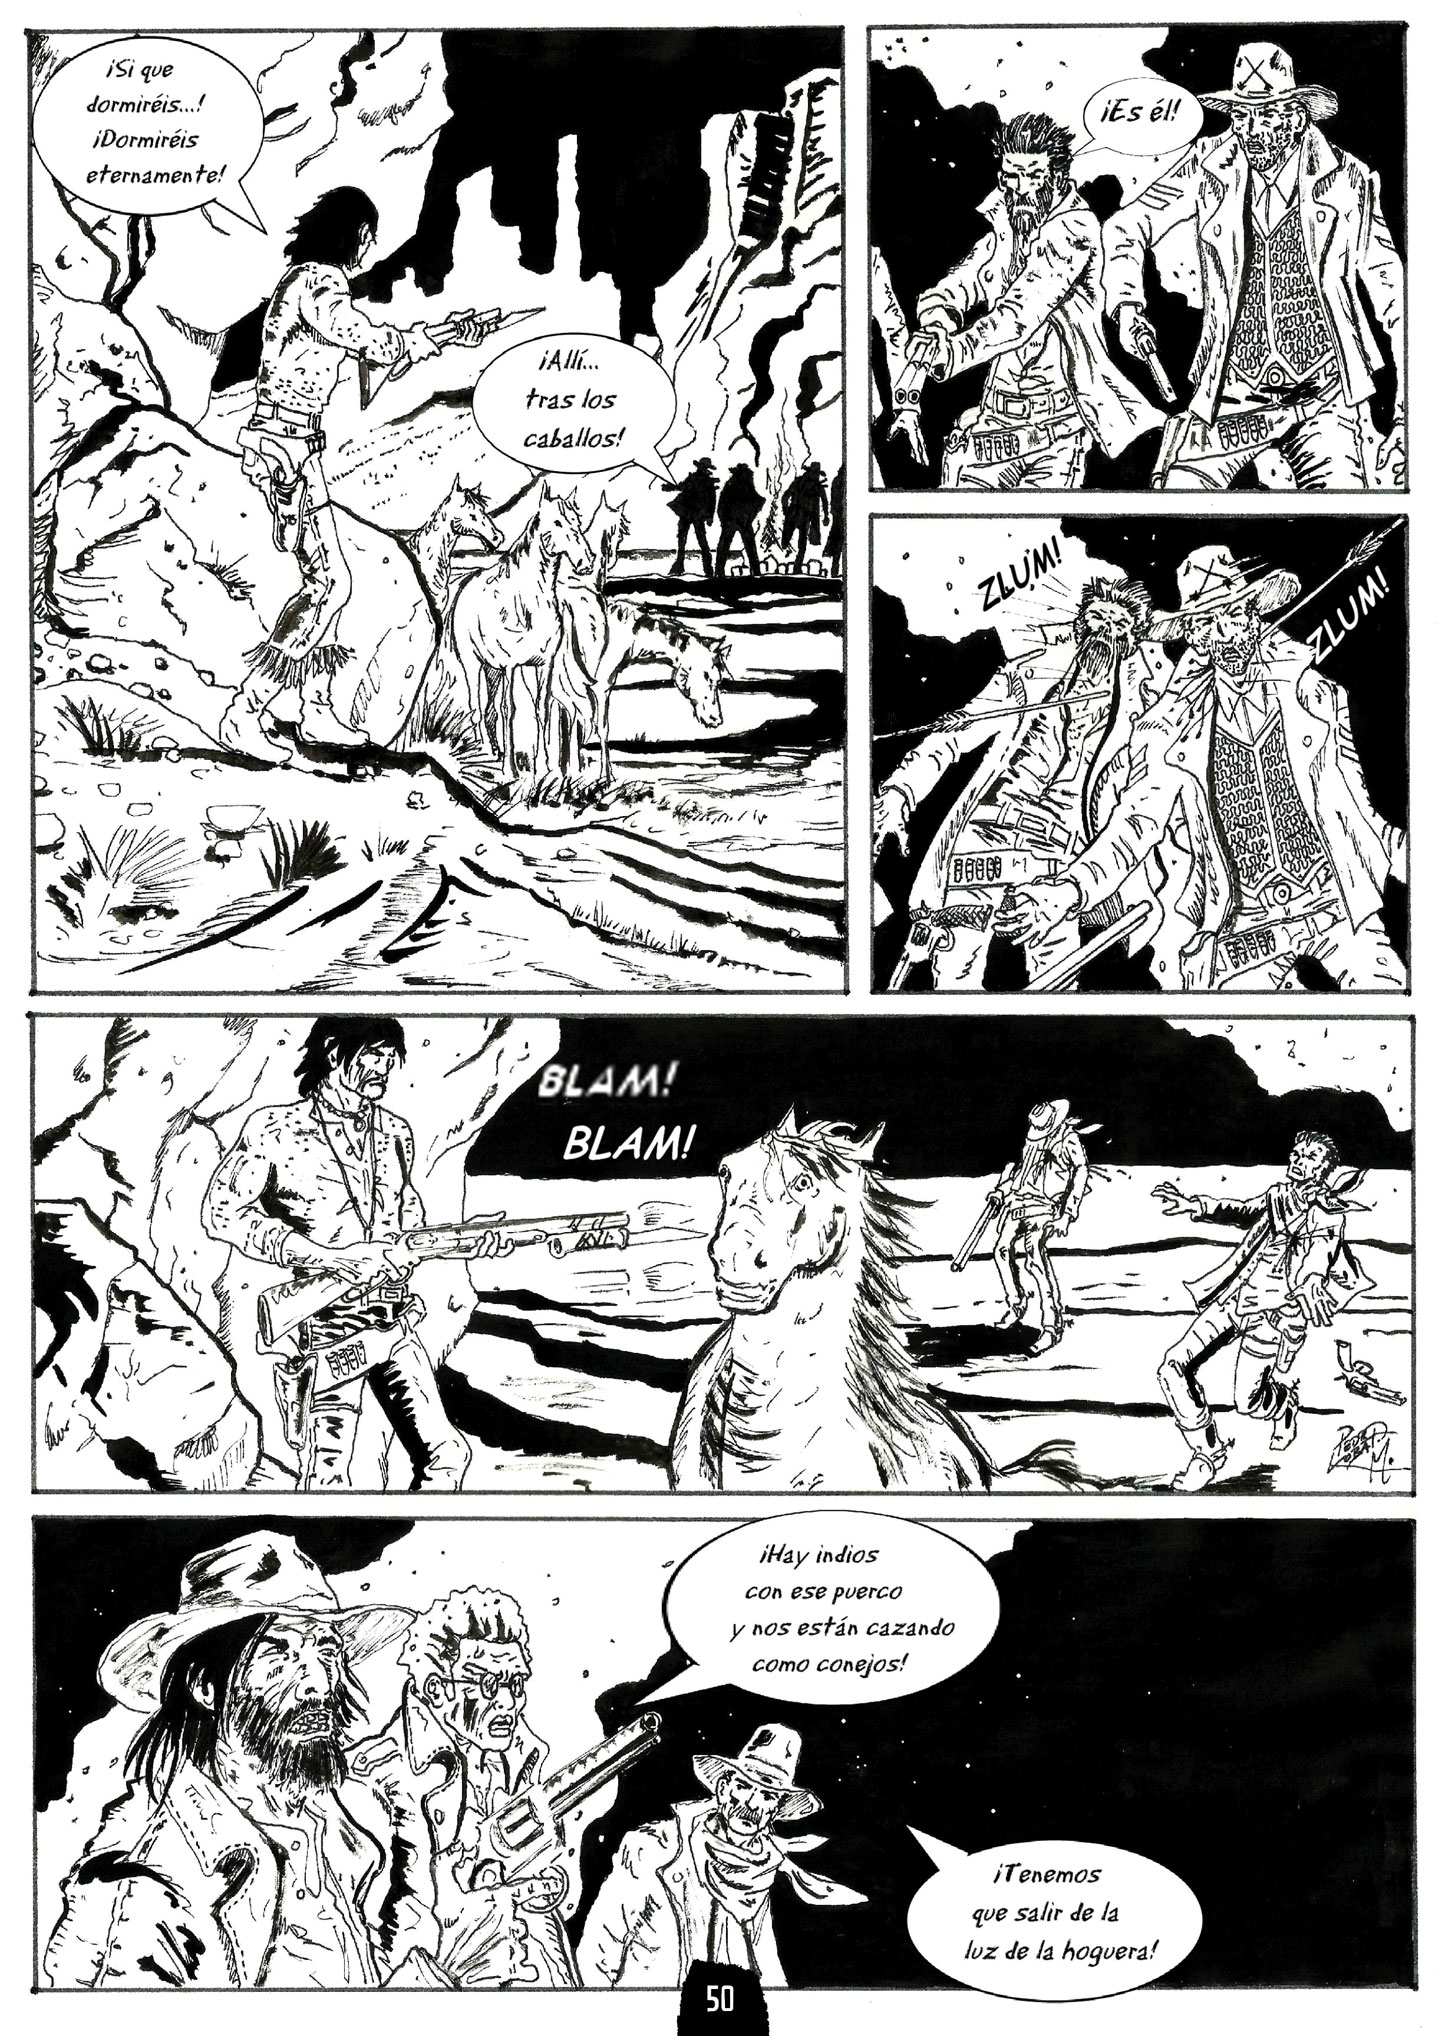 ¡Si que
dormiréis...!
¡Dormiréis
eternamente!
¡Allí...
tras los
caballos!
¡Es él!
ZLUM!
ZLUM!
BLAM!
BLAM!
¡Hay indios
con ese puerco
y nos están cazando
como conejos!
¡Tenemos
que salir de la
luz de la hoguera!
50